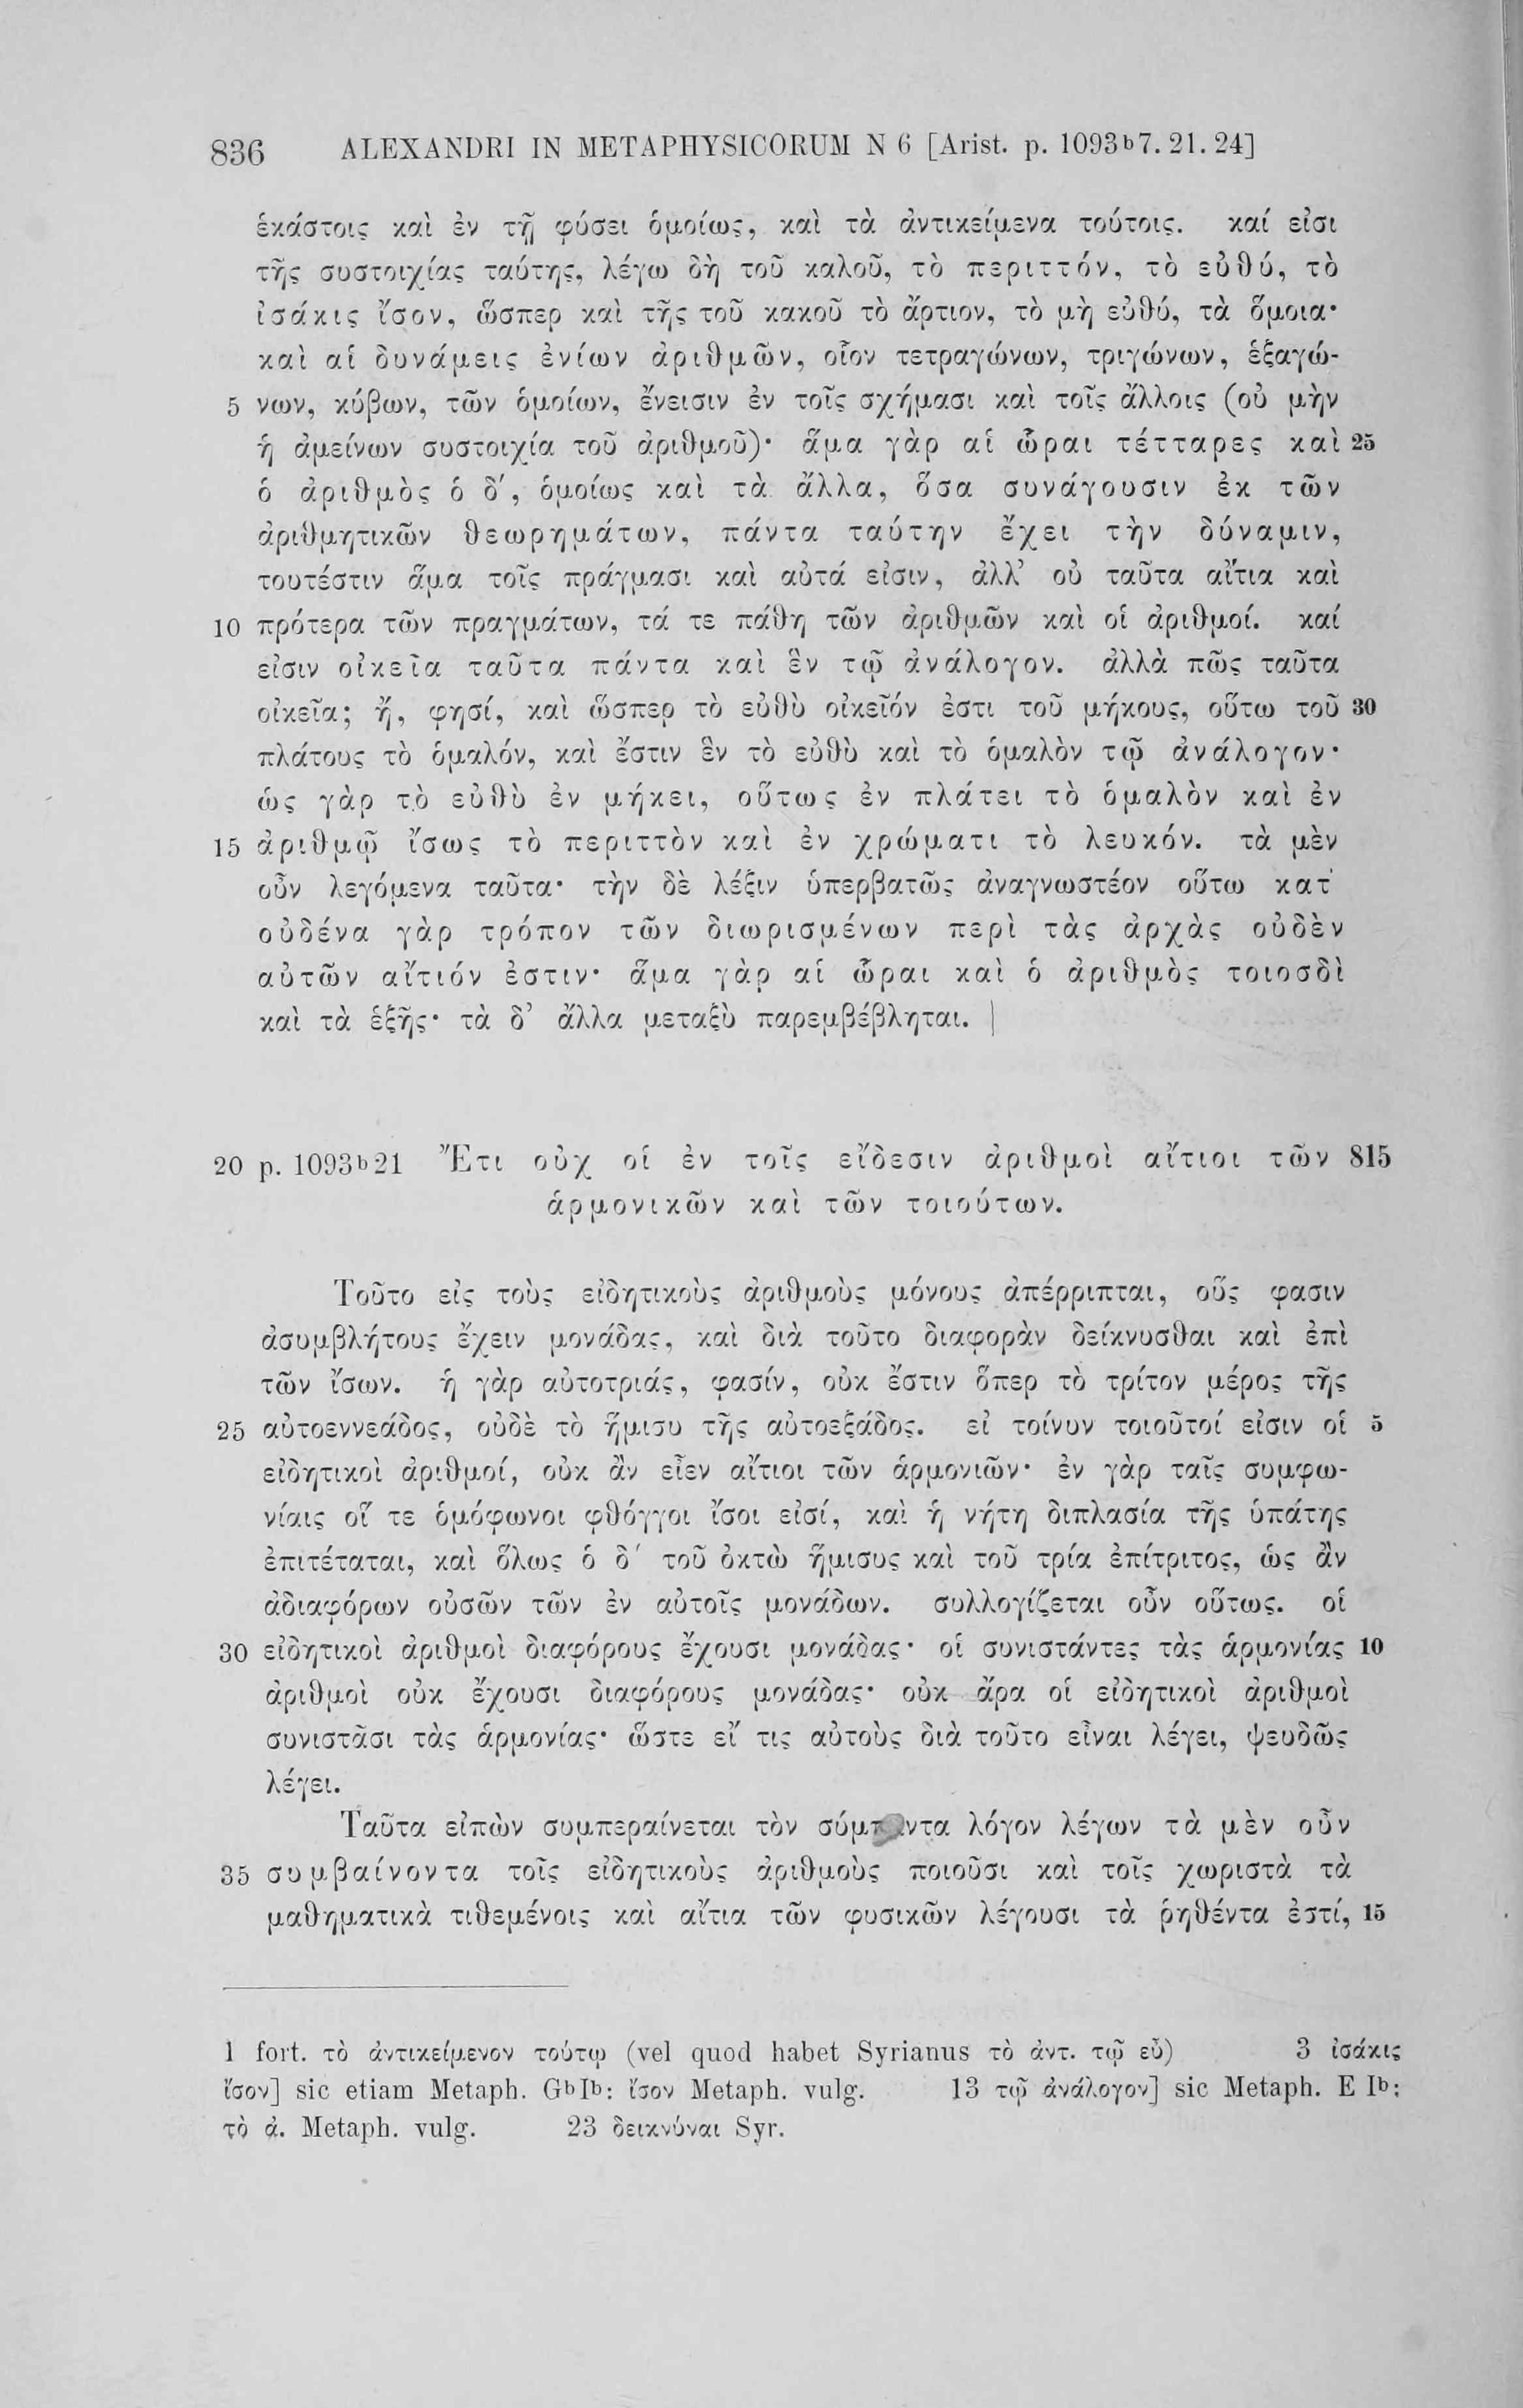 836 ALEXANDRI IN METAPHYSICORUM N 6 [Arist. p. 1093b7. 21. 24]
ἑκάστοις καὶ ἐν τῇ φύσει ὁμοίως, καὶ τὰ ἀντικείμενα τούτοις. καί εἰσι
τῆς συστοιχίας ταύτης, λέγω δὴ τοῦ καλοῦ, τὸ περιττόν, τὸ εὐθύ, τὸ
ἰσάκις ἴσον, ὥσπερ καὶ τῆς τοῦ κακοῦ τὸ ἄρτιον, τὸ μὴ εὐθύ, τὰ ὅμοια·
καὶ αἱ δυνάμεις ἐνίων ἀριθμῶν, οἷον τετραγώνων, τριγώνων, ἑξαγώ-
5 νων, κύβων, τῶν ὁμοίων, ἔνεισιν ἐν τοῖς σχήμασι καὶ τοῖς ἄλλοις (οὐ μὴν
ἡ ἀμείνων συστοιχία τοῦ ἀριθμοῦ)· ἅμα γὰρ αἱ ὧραι τέτταρες καὶ 25
ὁ ἀριθμὸς ὁ δ΄, ὁμοίως καὶ τὰ ἄλλα, ὅσα συνάγουσιν ἐκ τῶν
ἀριθμητικῶν θεωρημάτων, πάντα ταύτην ἔχει τὴν δύναμιν,
τουτέστιν ἅμα τοῖς πράγμασι καὶ αὐτά εἰσιν, ἀλλ’ οὐ ταῦτα αἴτια καὶ
10 πρότερα τῶν πραγμάτων, τά τε πάθη τῶν ἀριθμῶν καὶ οἱ ἀριθμοί. καί
εἰσιν οἰκεῖα ταῦτα πάντα καὶ ἓν τῷ ἀνάλογον. ἀλλὰ πῶς ταῦτα
οἰκεῖα; ἤ, φησί, καὶ ὥσπερ τὸ εὐθὺ οἰκεῖόν ἐστι τοῦ μήκους, οὕτω τοῦ 30
πλάτους τὸ ὁμαλόν, καὶ ἔστιν ἓν τὸ εὐθὺ καὶ τὸ ὁμαλὸν τῷ ἀνάλογον·
ὡς γὰρ τὸ εὐθὺ ἐν μήκει, οὕτως ἐν πλάτει τὸ ὁμαλὸν καὶ ἐν
15 ἀριθμῷ ἴσως τὸ περιττὸν καὶ ἐν χρώματι τὸ λευκόν. τὰ μὲν
οὖν λεγόμενα ταῦτα· τὴν δὲ λέξιν ὑπερβατῶς ἀναγνωστέον οὕτω κατ’
οὐδένα γὰρ τρόπον τῶν διωρισμένων περὶ τὰς ἀρχὰς οὐδὲν
αὐτῶν αἴτιόν ἐστιν· ἅμα γὰρ αἱ ὧραι καὶ ὁ ἀριθμὸς τοιοσδὶ
καὶ τὰ ἑξῆς· τὰ δ’ ἄλλα μεταξὺ παρεμβέβληται. |
20 p. 1093b21 Ἔτι οὐχ οἱ ἐν τοῖς εἴδεσιν ἀριθμοὶ αἴτιοι τῶν 815
ἁρμονικῶν καὶ τῶν τοιούτων.
Τοῦτο εἰς τοὺς εἰδητικοὺς ἀριθμοὺς μόνους ἀπέρριπται, οὕς φασιν
ἀσυμβλήτους ἔχειν μονάδας, καὶ διὰ τοῦτο διαφορὰν δείκνυσθαι καὶ ἐπὶ
τῶν ἴσων. ἡ γὰρ αὐτοτριάς, φασίν, οὐκ ἔστιν ὅπερ τὸ τρίτον μέρος τῆς
25 αὐτοεννεάδος, οὐδὲ τὸ ἥμισυ τῆς αὐτοεξάδος. εἰ τοίνυν τοιοῦτοί εἰσιν οἱ 5
εἰδητικοὶ ἀριθμοί, οὐκ ἂν εἶεν αἴτιοι τῶν ἁρμονιῶν· ἐν γὰρ ταῖς συμφω-
νίαις οἵ τε ὁμόφωνοι φθόγγοι ἴσοι εἰσί, καὶ ἡ νήτη διπλασία τῆς ὑπάτης
ἐπιτέταται, καὶ ὅλως ὁ δ΄ τοῦ ὀκτὼ ἥμισυς καὶ τοῦ τρία ἐπίτριτος, ὡς ἂν
ἀδιαφόρων οὐσῶν τῶν ἐν αὐτοῖς μονάδων. συλλογίζεται οὖν οὕτως. οἱ
30 εἰδητικοὶ ἀριθμοὶ διαφόρους ἔχουσι μονάδας· οἱ συνιστάντες τὰς ἁρμονίας 10
ἀριθμοὶ οὐκ ἔχουσι διαφόρους μονάδας· οὐκ ἄρα οἱ εἰδητικοὶ ἀριθμοὶ
συνιστᾶσι τὰς ἁρμονίας· ὥστε εἴ τις αὐτοὺς διὰ τοῦτο εἶναι λέγει, ψευδῶς
λέγει.
Ταῦτα εἰπὼν συμπεραίνεται τὸν σύμπαντα λόγον λέγων τὰ μὲν οὖν
35 συμβαίνοντα τοῖς εἰδητικοὺς ἀριθμοὺς ποιοῦσι καὶ τοῖς χωριστὰ τὰ
μαθηματικὰ τιθεμένοις καὶ αἴτια τῶν φυσικῶν λέγουσι τὰ ῥηθέντα ἐστί, 15
1 fort. τὸ ἀντικείμενον τούτῳ (vel quod habet Syrianus τὸ ἀντ. τῷ εὖ) 3 ἰσάκις
ἴσον] sic etiam Metaph. GbIb: ἴσον Metaph. vulg. 13 τῷ ἀνάλογον] sic Metaph. E Ib:
τὸ ἀ. Metaph. vulg. 23 δεικνύναι Syr.